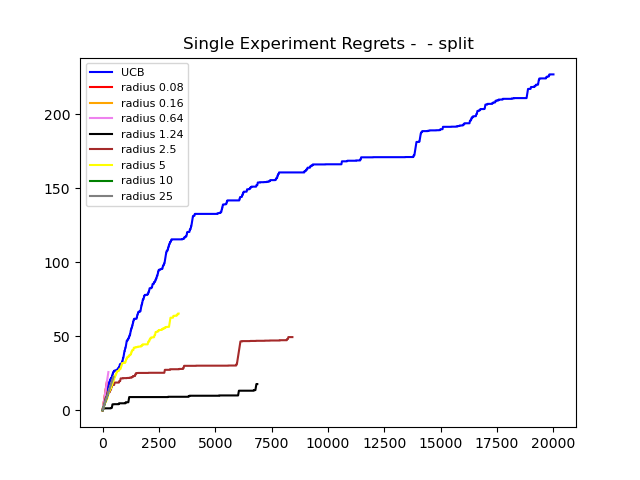 Single Experiment Regrets -  - split
UCB
radius 0.08
radius 0.16
radius 0.64
radius 1.24
radius 2.5
radius 5
radius 10
radius 25
200
150
100
50
0
0 2500 5000 7500 10000 12500 15000 17500 20000